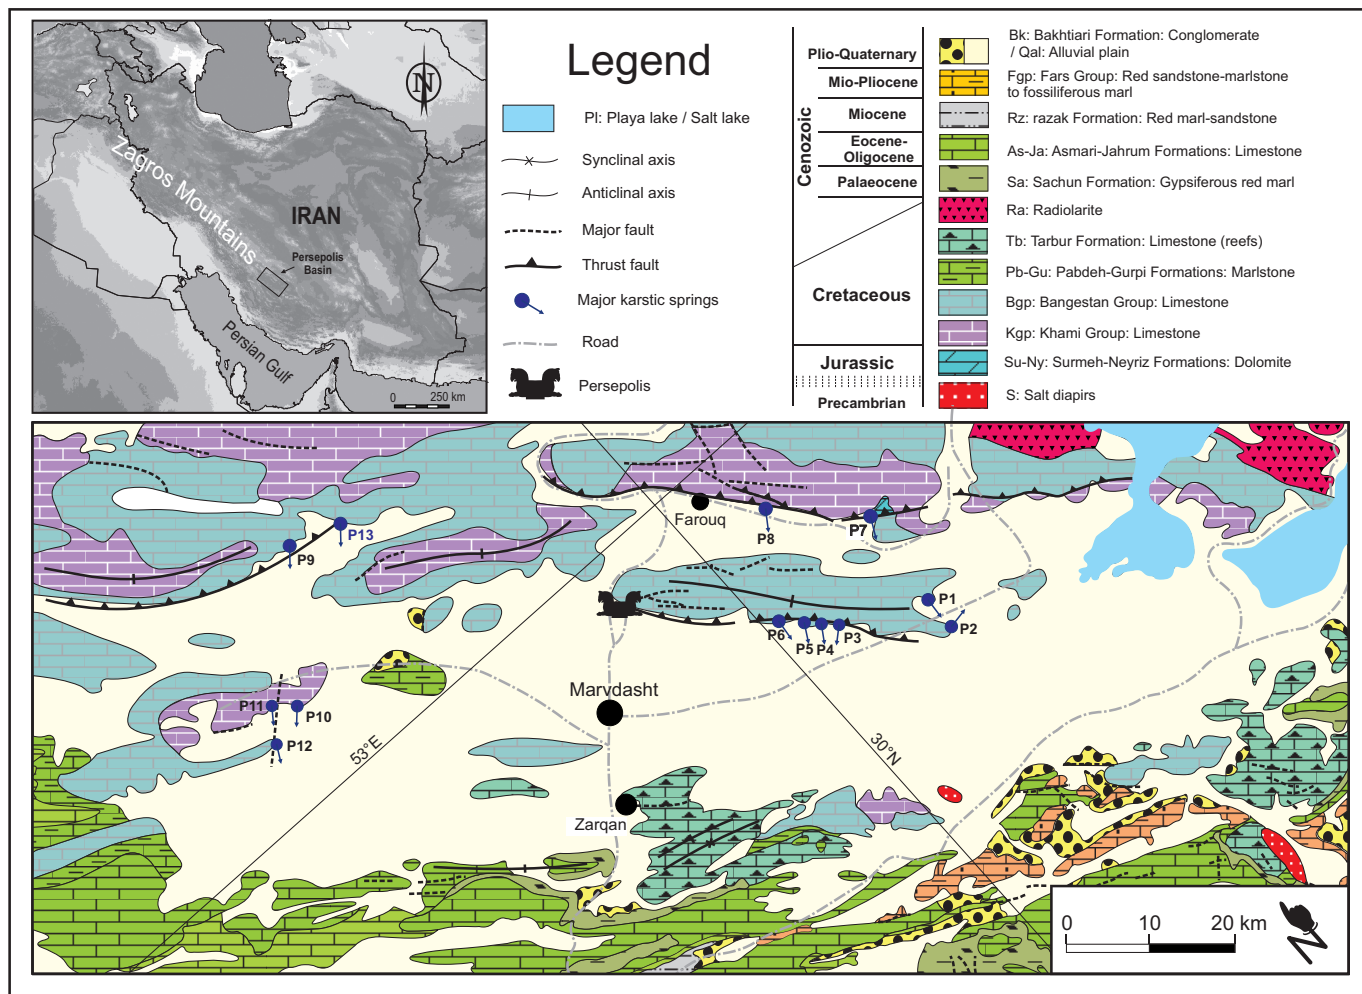 Zagros Mountains
IRAN
Persepolis
Basin
Persian Gulf
N
0 250 km
Legend
Pl: Playa lake / Salt lake
Synclinal axis
Anticlinal axis
Major fault
Thrust fault
Major karstic springs
Road
Persepolis
Cenozoic
Plio-Quaternary
Mio-Pliocene
Miocene
Eocene-
Oligocene
Palaeocene
Cretaceous
Jurassic
Precambrian
Bk: Bakhtiari Formation: Conglomerate
/ Qal: Alluvial plain
Fgp: Fars Group: Red sandstone-marlstone
to fossiliferous marl
Rz: razak Formation: Red marl-sandstone
As-Ja: Asmari-Jahrum Formations: Limestone
Sa: Sachun Formation: Gypsiferous red marl
Ra: Radiolarite
Tb: Tarbur Formation: Limestone (reefs)
Pb-Gu: Pabdeh-Gurpi Formations: Marlstone
Bgp: Bangestan Group: Limestone
Kgp: Khami Group: Limestone
Su-Ny: Surmeh-Neyriz Formations: Dolomite
S: Salt diapirs
Farouq
P8
P7
P13
P9
P1
P2
P6
P5
P4
P3
Marvdasht
P11
P10
P12
53°E
30°N
Zarqan
0 10 20 km
N